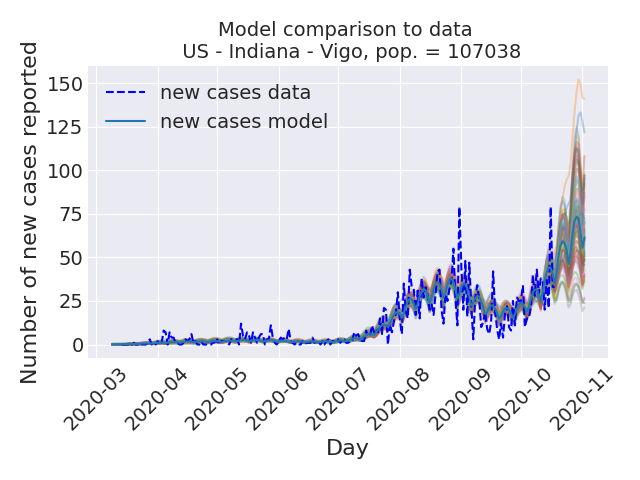 Model comparison to data
US - Indiana - Vigo, pop. = 107038
Number of new cases reported
150
125
100
75
50
25
0
new cases data
new cases model
2020-03
2020-04
2020-05
2020-06
2020-07
2020-08
2020-09
2020-10
2020-11
Day